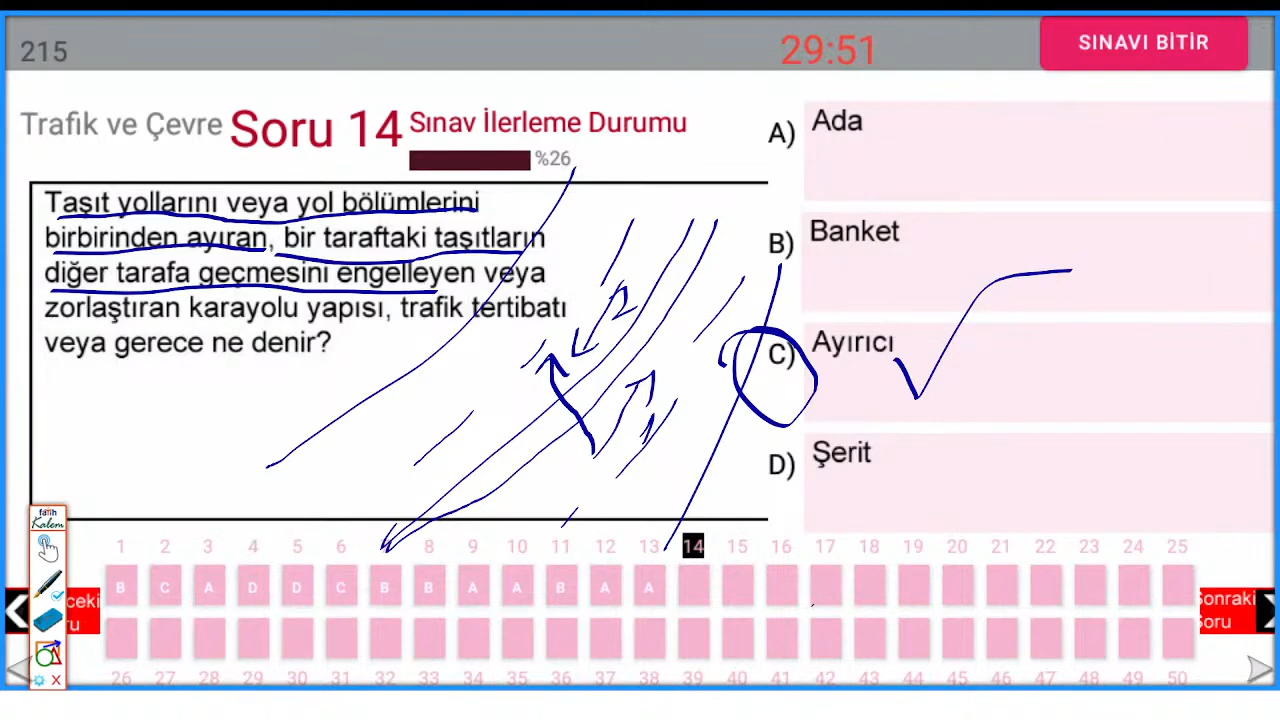 215
29:51
SINAVI BİTİR
Trafik ve Çevre
Soru 14
Sınav İlerleme Durumu
%26
Taşıt yollarını veya yol bölümlerini
birbirinden ayıran, bir taraftaki taşıtların
diğer tarafa geçmesini engelleyen veya
zorlaştıran karayolu yapısı, trafik tertibatı
veya gerece ne denir?
A) Ada
B) Banket
C) Ayırıcı
D) Şerit
fatih
Kalem
1 2 3 4 5 6 8 9 10 11 12 13 14 15 16 17 18 19 20 21 22 23 24 25
B C A D D C B B A A B A A
ceki
ru
Sonraki
Soru
26 27 28 29 30 31 32 33 34 35 36 37 38 39 40 41 42 43 44 45 46 47 48 49 50